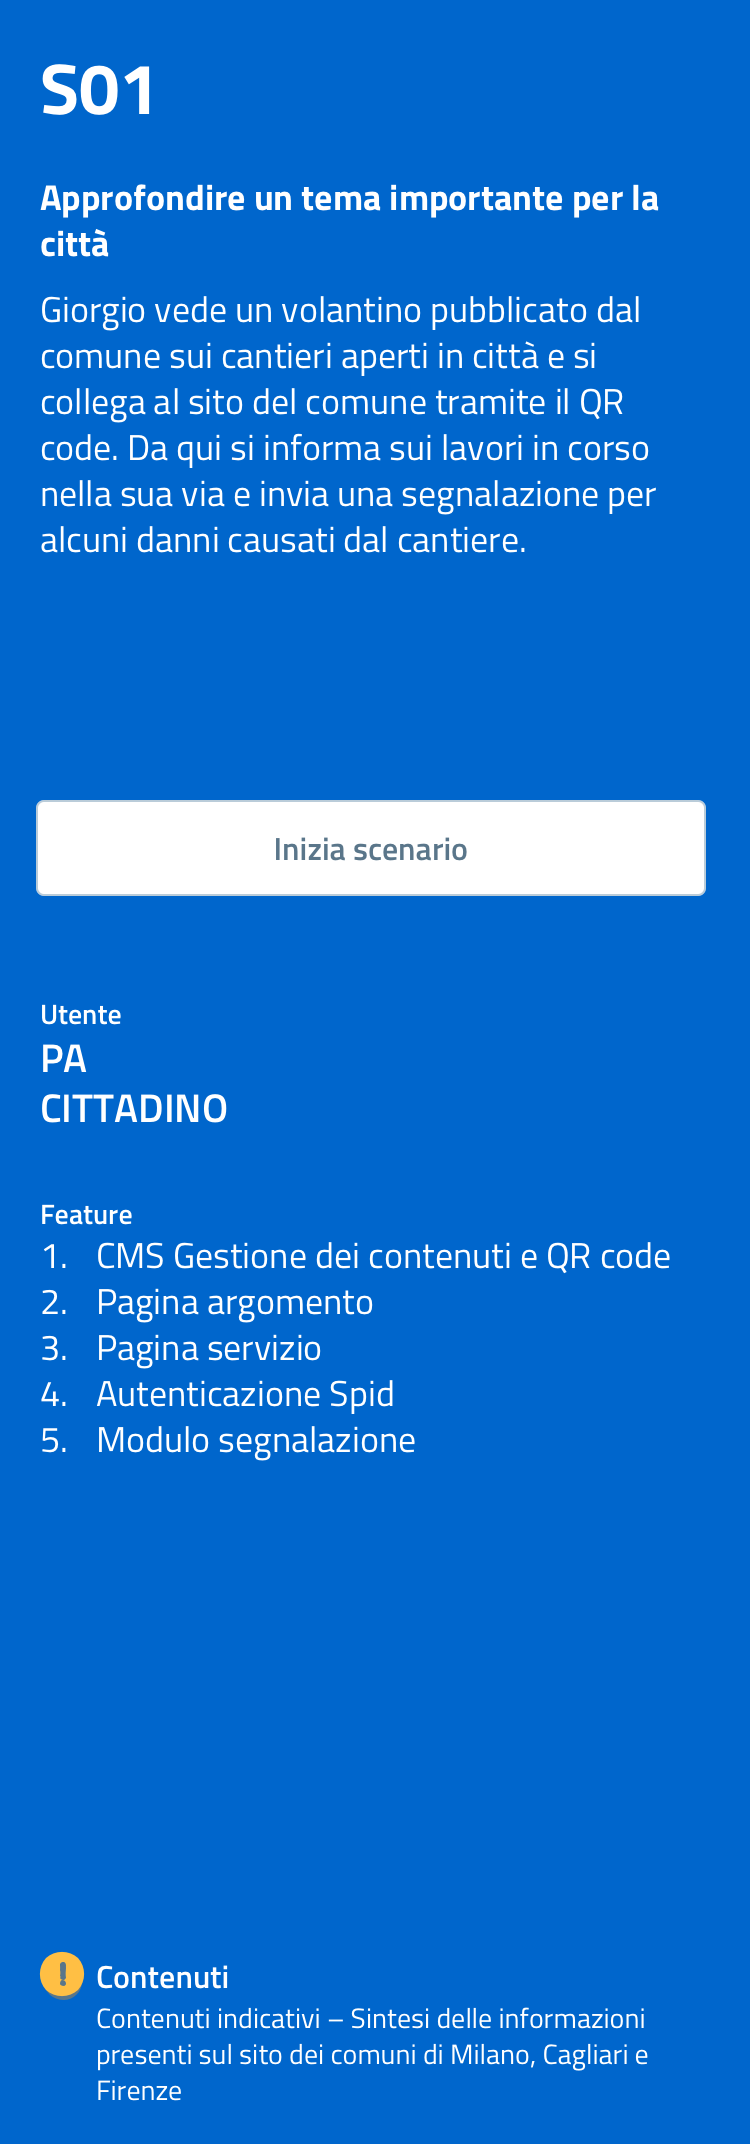 S01
Approfondire un tema importante per la
città
Giorgio vede un volantino pubblicato dal
comune sui cantieri aperti in città e si
collega al sito del comune tramite il QR
code. Da qui si informa sui lavori in corso
nella sua via e invia una segnalazione per
alcuni danni causati dal cantiere.
Inizia scenario
Utente
PA
CITTADINO
Feature
1. CMS Gestione dei contenuti e QR code
2. Pagina argomento
3. Pagina servizio
4. Autenticazione Spid
5. Modulo segnalazione
Contenuti
Contenuti indicativi – Sintesi delle informazioni
presenti sul sito dei comuni di Milano, Cagliari e
Firenze